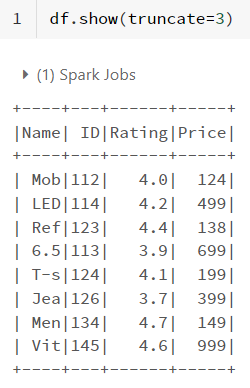 1 df.show(truncate=3)
(1) Spark Jobs
+----+---+------+-----+
|Name| ID|Rating|Price|
+----+---+------+-----+
| Mob|112|   4.0|  124|
| LED|114|   4.2|  499|
| Ref|123|   4.4|  138|
| 6.5|113|   3.9|  699|
| T-s|124|   4.1|  199|
| Jea|126|   3.7|  399|
| Men|134|   4.7|  149|
| Vit|145|   4.6|  999|
+----+---+------+-----+